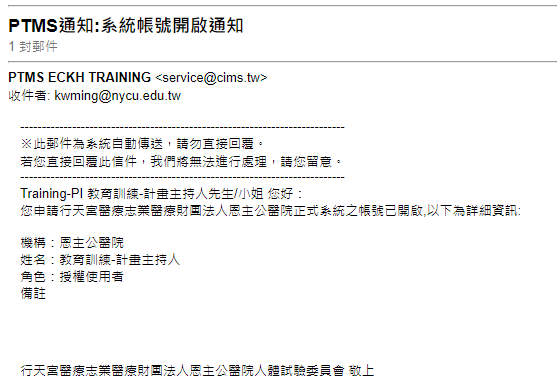 PTMS通知:系統帳號開啟通知
1 封郵件
PTMS ECKH TRAINING <service@cims.tw>
收件者: kwming@nycu.edu.tw
--------------------------------------------------------------------------------
※此郵件為系統自動傳送，請勿直接回覆。
若您直接回覆此信件，我們將無法進行處理，請您留意。
--------------------------------------------------------------------------------
Training-PI 教育訓練-計畫主持人先生/小姐 您好：
您申請行天宮醫療志業醫療財團法人恩主公醫院正式系統之帳號已開啟,以下為詳細資訊:
機構：恩主公醫院
姓名：教育訓練-計畫主持人
角色：授權使用者
備註
行天宮醫療志業醫療財團法人恩主公醫院人體試驗委員會 敬上